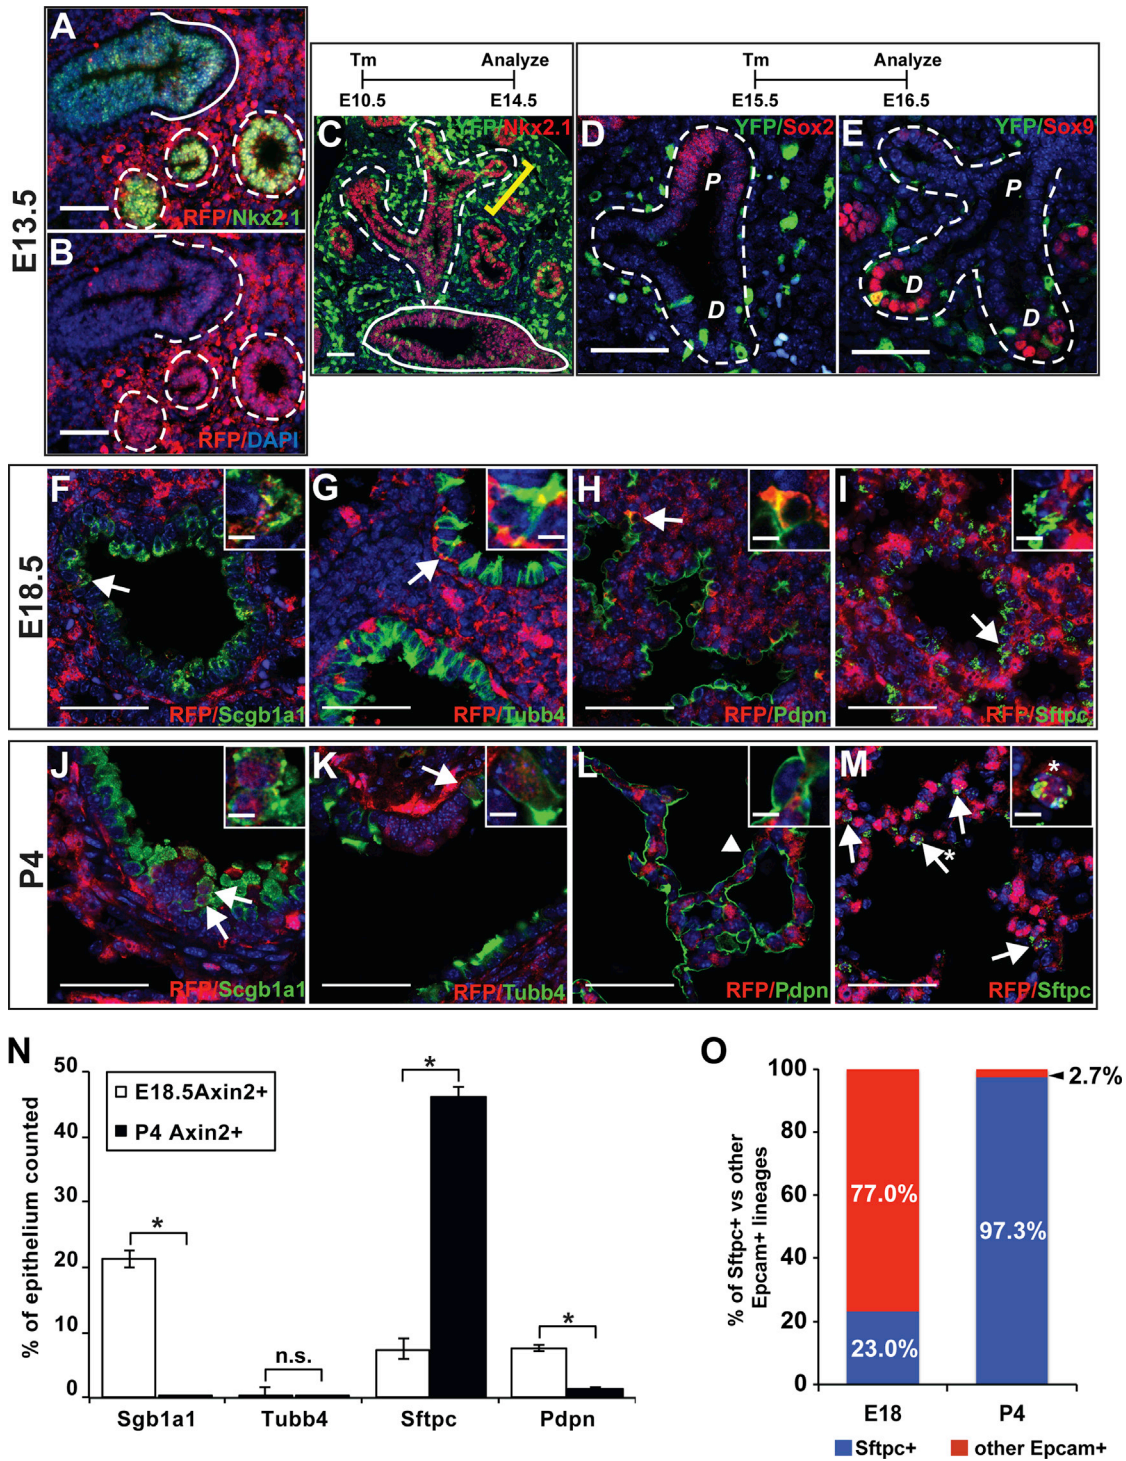 A
RFP/Nkx2.1
B
RFP/DAPI
E13.5
Tm Analyze
E10.5 E14.5
C
YFP/Nkx2.1
Tm Analyze
E15.5 E16.5
D
YFP/Sox2
P
D
E
YFP/Sox9
P
D
D
E18.5
F
RFP/Scgb1a1
G
RFP/Tubb4
H
RFP/Pdpn
I
RFP/Sftpc
P4
J
RFP/Scgb1a1
K
RFP/Tubb4
L
RFP/Pdpn
M
*
*
RFP/Sftpc
N
% of epithelium counted
50
40
30
20
10
0
E18.5Axin2+
P4 Axin2+
*
n.s.
*
*
Sgb1a1 Tubb4 Sftpc Pdpn
O
% of Sftpc+ vs other
Epcam+ lineages
100
80
60
40
20
0
77.0%
23.0%
97.3%
2.7%
E18 P4
Sftpc+ other Epcam+